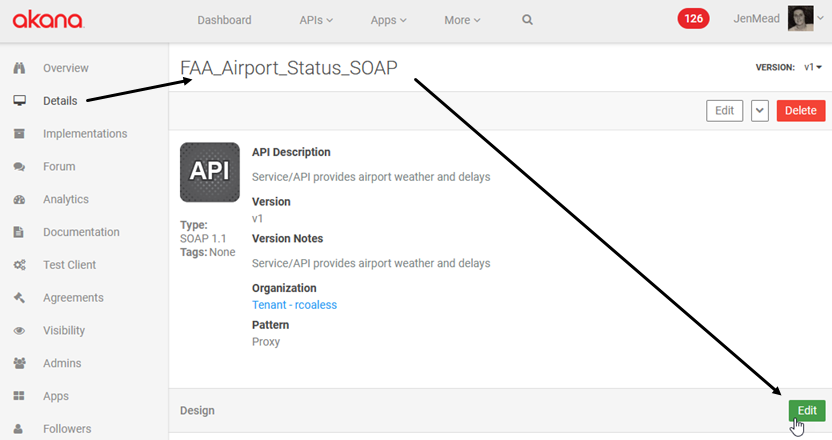 akana
Dashboard
APIs
Apps
More
126
JenMead
Overview
Details
Implementations
Forum
Analytics
Documentation
Test Client
Agreements
Visibility
Admins
Apps
Followers
FAA_Airport_Status_SOAP
VERSION: v1
Edit
Delete
API
Type:
SOAP 1.1
Tags: None
API Description
Service/API provides airport weather and delays
Version
v1
Version Notes
Service/API provides airport weather and delays
Organization
Tenant - rcoaless
Pattern
Proxy
Design
Edit